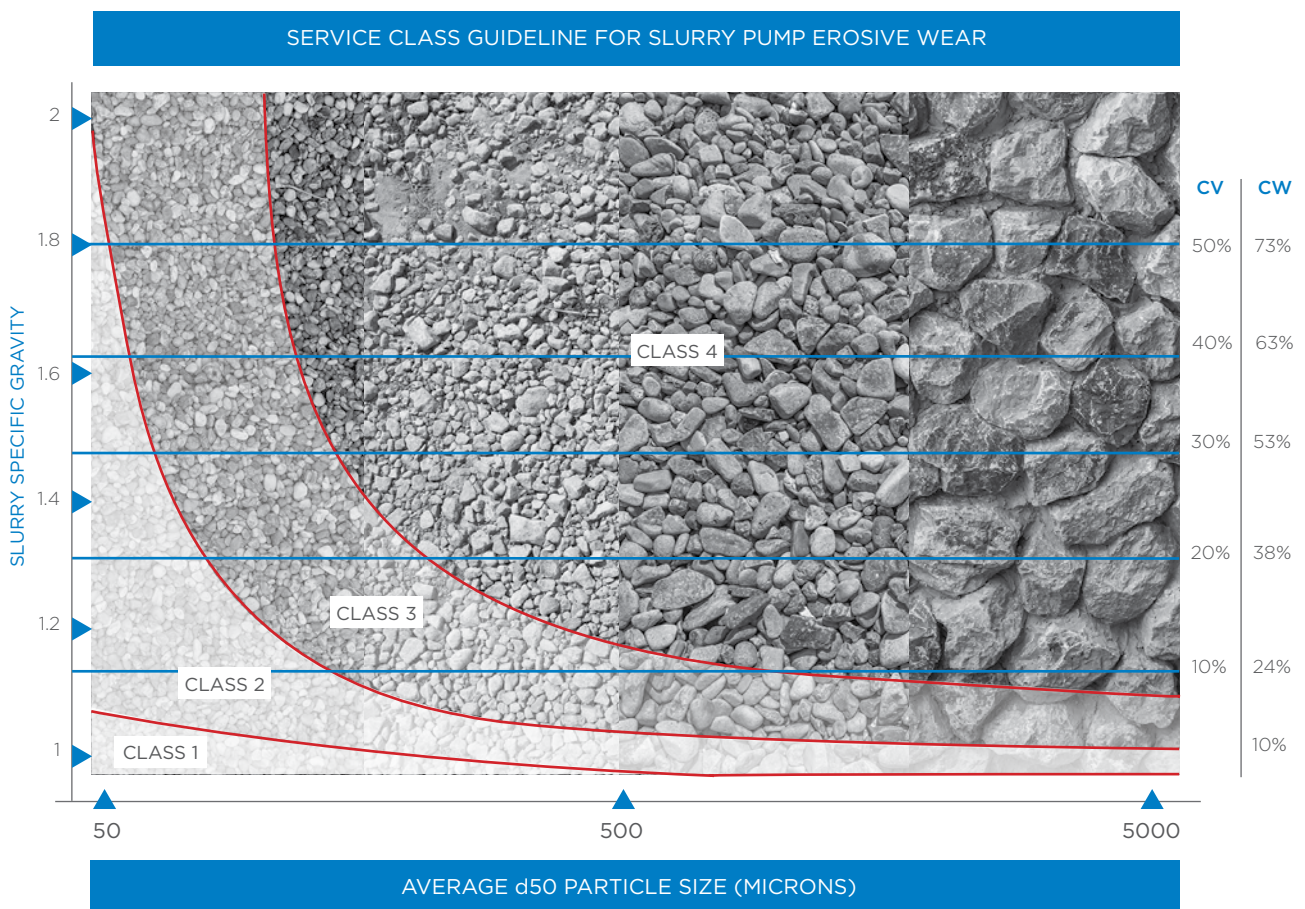 SERVICE CLASS GUIDELINE FOR SLURRY PUMP EROSIVE WEAR
SLURRY SPECIFIC GRAVITY
2
1.8
1.6
1.4
1.2
1
CLASS 4
CLASS 3
CLASS 2
CLASS 1
CV CW
50% 73%
40% 63%
30% 53%
20% 38%
10% 24%
10%
50 500 5000
AVERAGE d50 PARTICLE SIZE (MICRONS)